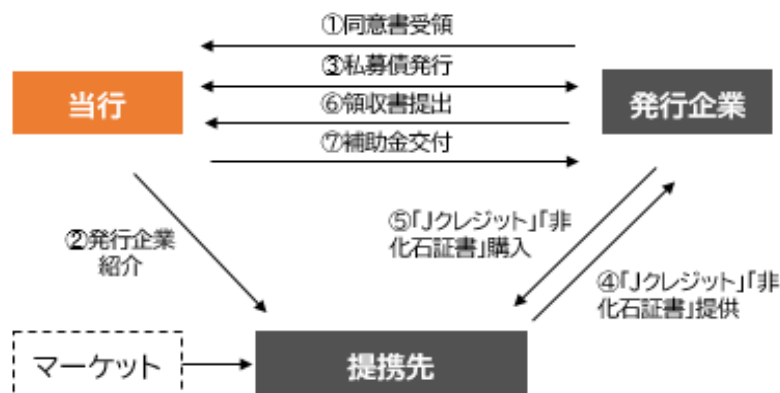 ①同意書受領
③私募債発行
当行
発行企業
⑥領収書提出
⑦補助金交付
②発行企業
紹介
⑤「Jクレジット」「非
化石証書」購入
④「Jクレジット」「非
化石証書」提供
マーケット
提携先